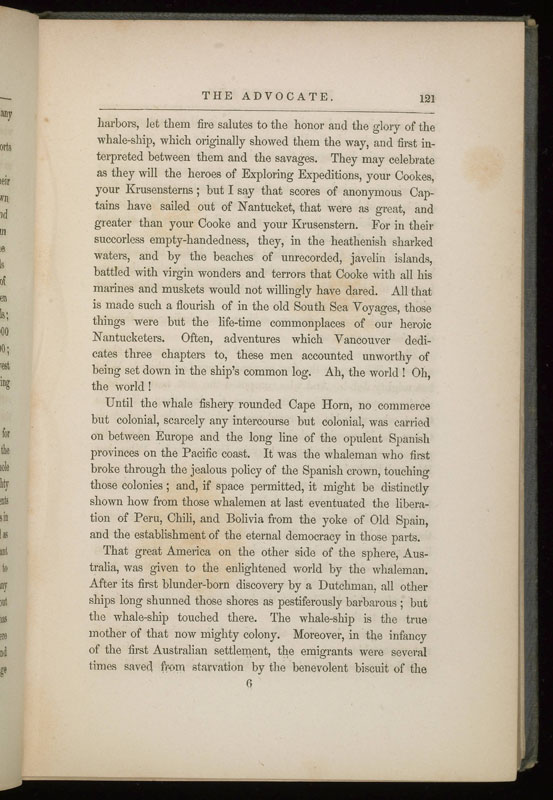 THE ADVOCATE. 121
harbors, let them fire salutes to the honor and the glory of the
whale-ship, which originally showed them the way, and first in-
terpreted between them and the savages. They may celebrate
as they will the heroes of Exploring Expeditions, your Cookes,
your Krusensterns ; but I say that scores of anonymous Cap-
tains have sailed out of Nantucket, that were as great, and
greater than your Cooke and your Krusenstern. For in their
succorless empty-handedness, they, in the heathenish sharked
waters, and by the beaches of unrecorded, javelin islands,
battled with virgin wonders and terrors that Cooke with all his
marines and muskets would not willingly have dared. All that
is made such a flourish of in the old South Sea Voyages, those
things were but the life-time commonplaces of our heroic
Nantucketers. Often, adventures which Vancouver dedi-
cates three chapters to, these men accounted unworthy of
being set down in the ship's common log. Ah, the world ! Oh,
the world !
Until the whale fishery rounded Cape Horn, no commerce
but colonial, scarcely any intercourse but colonial, was carried
on between Europe and the long line of the opulent Spanish
provinces on the Pacific coast. It was the whaleman who first
broke through the jealous policy of the Spanish crown, touching
those colonies ; and, if space permitted, it might be distinctly
shown how from those whalemen at last eventuated the libera-
tion of Peru, Chili, and Bolivia from the yoke of Old Spain,
and the establishment of the eternal democracy in those parts.
That great America on the other side of the sphere, Aus-
tralia, was given to the enlightened world by the whaleman.
After its first blunder-born discovery by a Dutchman, all other
ships long shunned those shores as pestiferously barbarous ; but
the whale-ship touched there. The whale-ship is the true
mother of that now mighty colony. Moreover, in the infancy
of the first Australian settlement, the emigrants were several
times saved from starvation by the benevolent biscuit of the
6